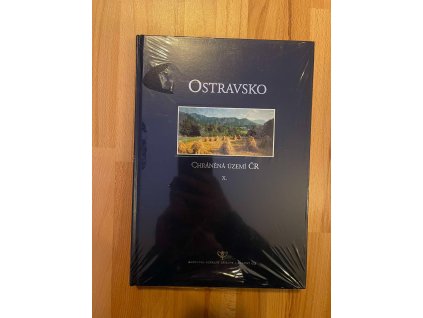 OSTRAVSKO
CHRÁNĚNÁ ÚZEMÍ ČR
X.